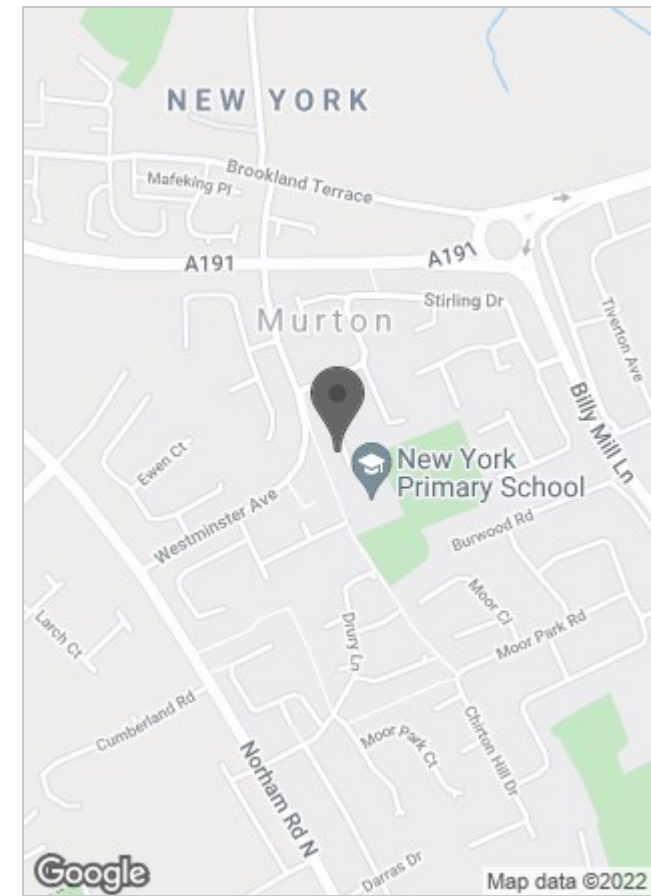 NEW YORK
Brookland Terrace
Mafeking Pl
A191
A191
Murton
Stirling Dr
Tiverton Ave
Billy Mill Ln
New York
Primary School
Ewen Ct
Westminster Ave
Burwood Rd
Moor Cl
Larch Ct
Drury Ln
Moor Park Rd
Cumberland Rd
Chirton Hill Dr
Moor Park Ct
Norham Rd N
Darras Dr
Google
Map data ©2022